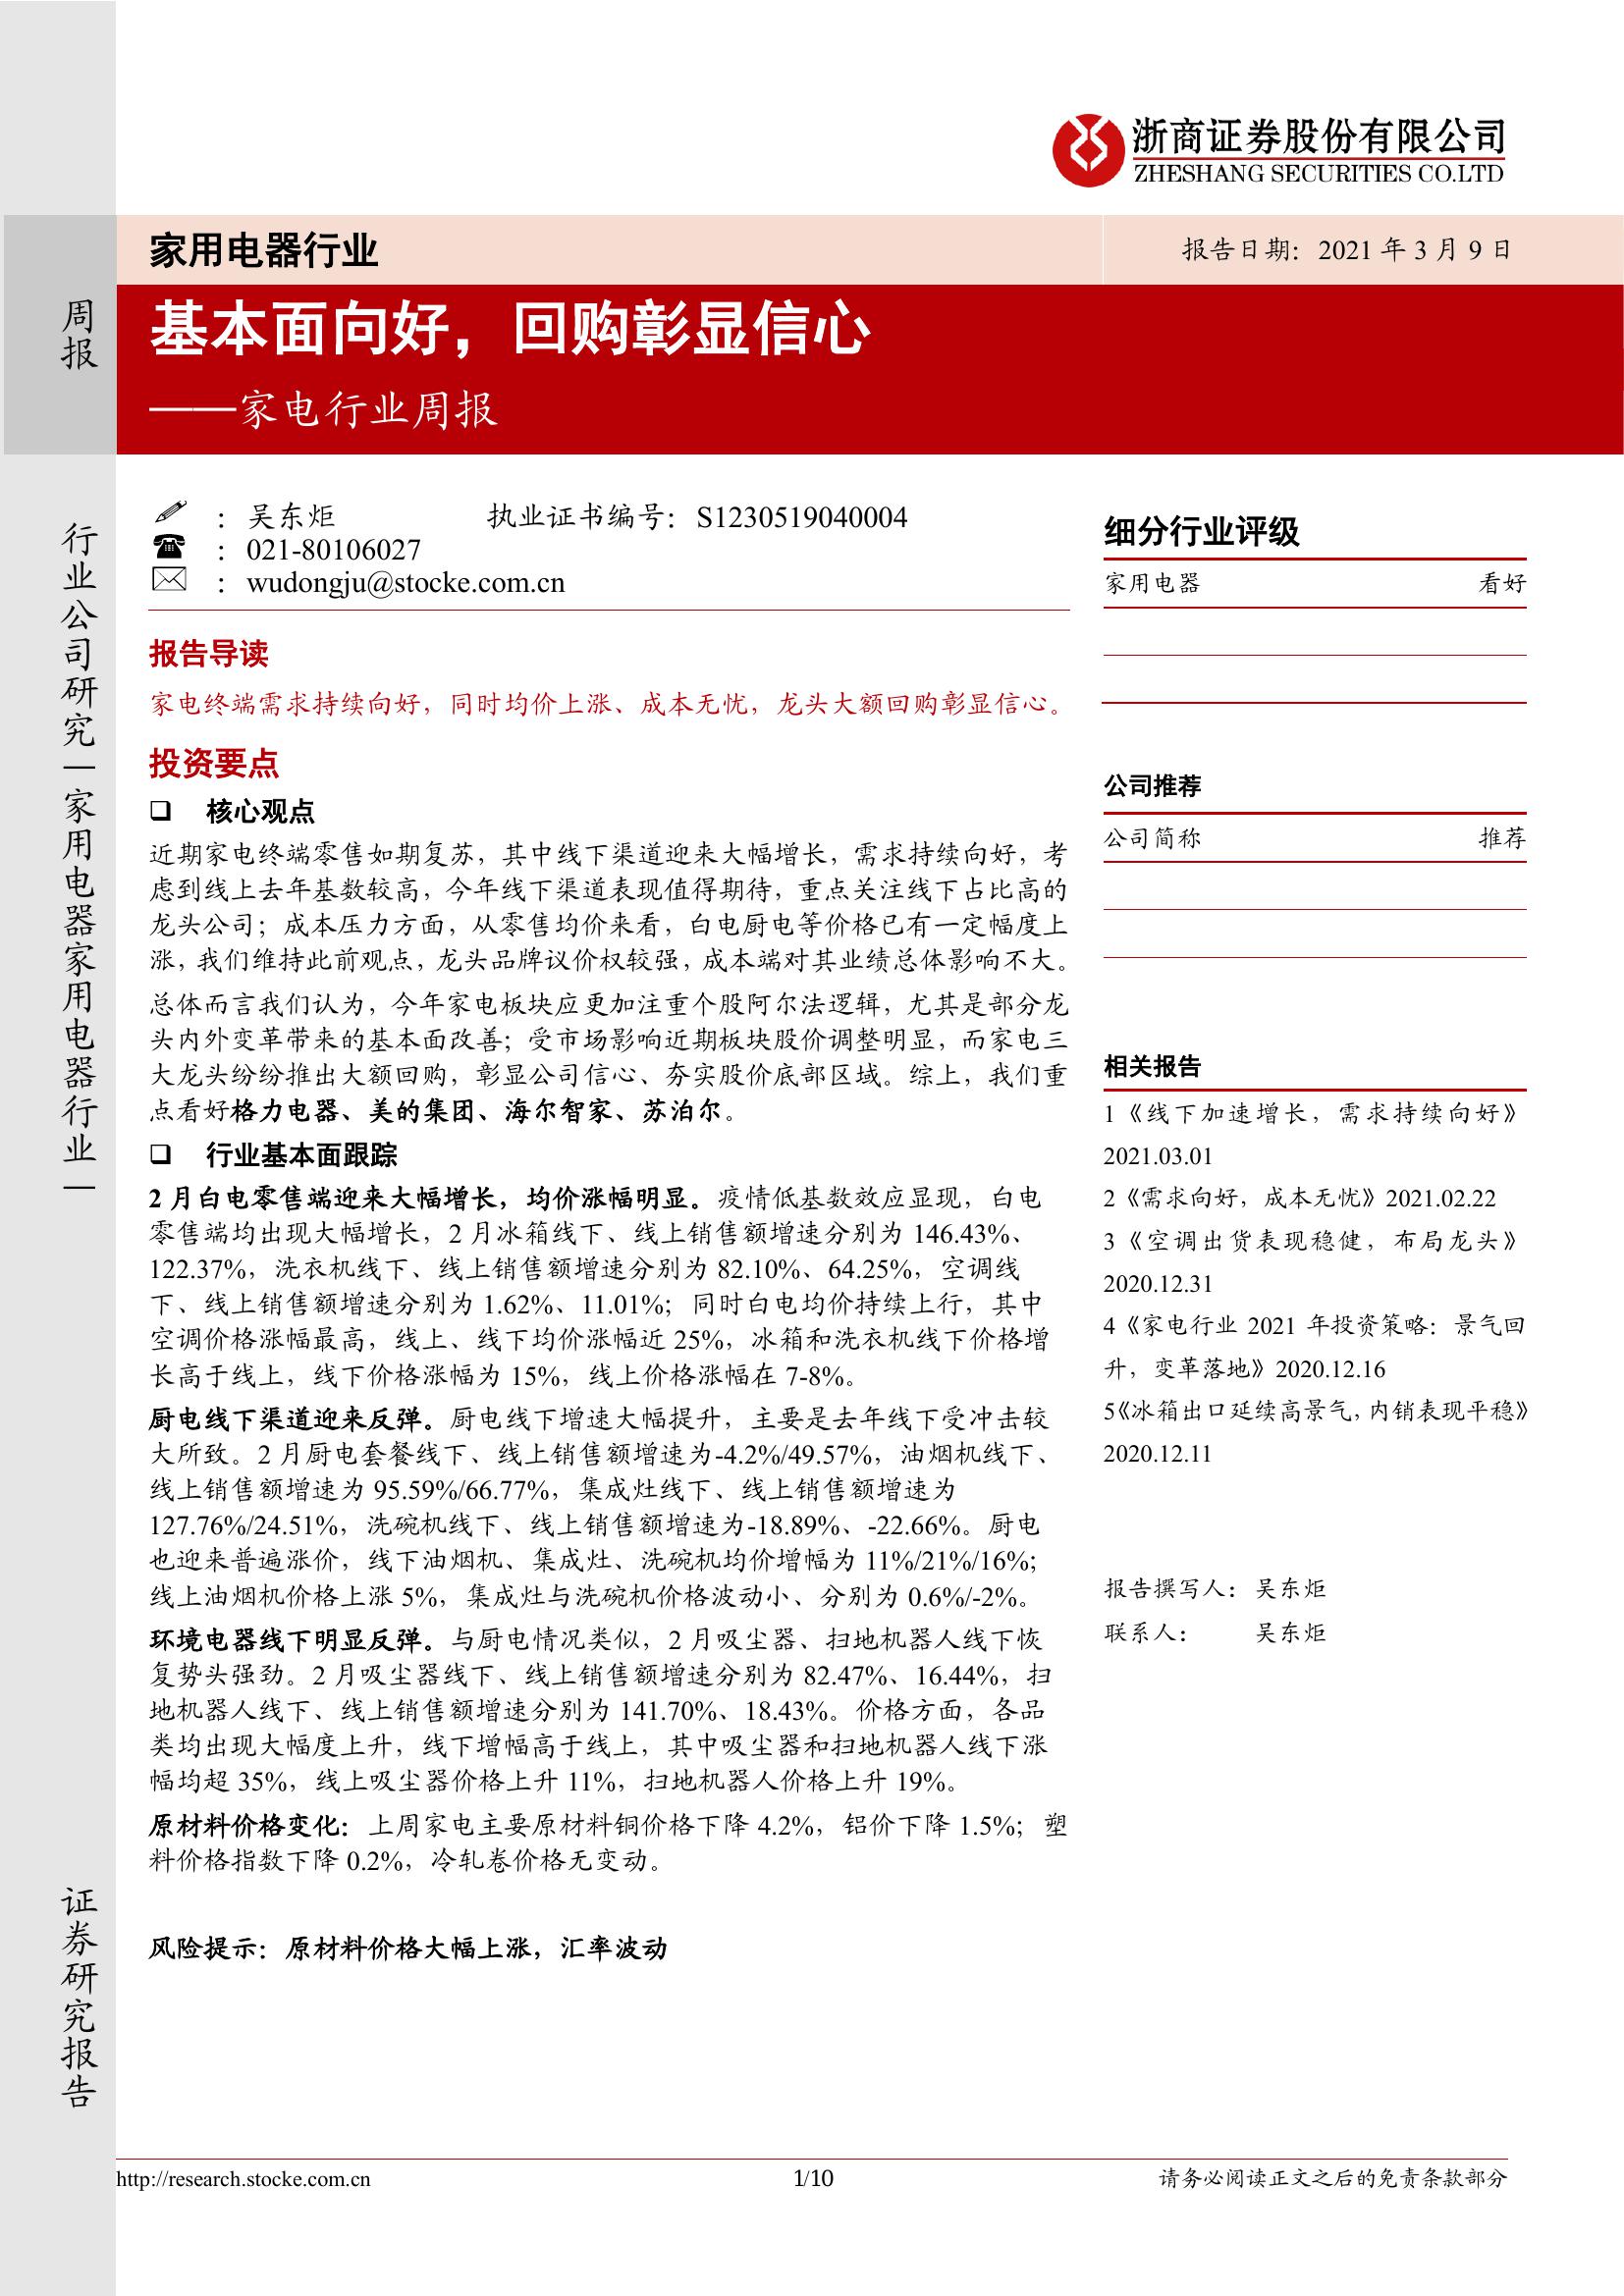 浙商证券股份有限公司
ZHESHANG SECURITIES CO.LTD
家用电器行业
报告日期：2021 年 3 月 9 日
周报
基本面向好，回购彰显信心
——家电行业周报
行业公司研究｜家用电器家用电器行业｜
证券研究报告
：吴东炬 执业证书编号：S1230519040004
：021-80106027
：wudongju@stocke.com.cn
报告导读
家电终端需求持续向好，同时均价上涨、成本无忧，龙头大额回购彰显信心。
投资要点
❑ 核心观点
近期家电终端零售如期复苏，其中线下渠道迎来大幅增长，需求持续向好，考
虑到线上去年基数较高，今年线下渠道表现值得期待，重点关注线下占比高的
龙头公司；成本压力方面，从零售均价来看，白电厨电等价格已有一定幅度上
涨，我们维持此前观点，龙头品牌议价权较强，成本端对其业绩总体影响不大。
总体而言我们认为，今年家电板块应更加注重个股阿尔法逻辑，尤其是部分龙
头内外变革带来的基本面改善；受市场影响近期板块股价调整明显，而家电三
大龙头纷纷推出大额回购，彰显公司信心、夯实股价底部区域。综上，我们重
点看好格力电器、美的集团、海尔智家、苏泊尔。
❑ 行业基本面跟踪
2 月白电零售端迎来大幅增长，均价涨幅明显。疫情低基数效应显现，白电
零售端均出现大幅增长，2 月冰箱线下、线上销售额增速分别为 146.43%、
122.37%，洗衣机线下、线上销售额增速分别为 82.10%、64.25%，空调线
下、线上销售额增速分别为 1.62%、11.01%；同时白电均价持续上行，其中
空调价格涨幅最高，线上、线下均价涨幅近 25%，冰箱和洗衣机线下价格增
长高于线上，线下价格涨幅为 15%，线上价格涨幅在 7-8%。
厨电线下渠道迎来反弹。厨电线下增速大幅提升，主要是去年线下受冲击较
大所致。2 月厨电套餐线下、线上销售额增速为-4.2%/49.57%，油烟机线下、
线上销售额增速为 95.59%/66.77%，集成灶线下、线上销售额增速为
127.76%/24.51%，洗碗机线下、线上销售额增速为-18.89%、-22.66%。厨电
也迎来普遍涨价，线下油烟机、集成灶、洗碗机均价增幅为 11%/21%/16%;
线上油烟机价格上涨 5%，集成灶与洗碗机价格波动小、分别为 0.6%/-2%。
环境电器线下明显反弹。与厨电情况类似，2 月吸尘器、扫地机器人线下恢
复势头强劲。2 月吸尘器线下、线上销售额增速分别为 82.47%、16.44%，扫
地机器人线下、线上销售额增速分别为 141.70%、18.43%。价格方面，各品
类均出现大幅度上升，线下增幅高于线上，其中吸尘器和扫地机器人线下涨
幅均超 35%，线上吸尘器价格上升 11%，扫地机器人价格上升 19%。
原材料价格变化：上周家电主要原材料铜价格下降 4.2%，铝价下降 1.5%；塑
料价格指数下降 0.2%，冷轧卷价格无变动。
风险提示：原材料价格大幅上涨，汇率波动
细分行业评级
家用电器 看好
公司推荐
公司简称 推荐
相关报告
1《线下加速增长，需求持续向好》
2021.03.01
2《需求向好，成本无忧》2021.02.22
3《空调出货表现稳健，布局龙头》
2020.12.31
4《家电行业 2021 年投资策略：景气回
升，变革落地》2020.12.16
5《冰箱出口延续高景气，内销表现平稳》
2020.12.11
报告撰写人：吴东炬
联系人： 吴东炬
http://research.stocke.com.cn
1/10
请务必阅读正文之后的免责条款部分